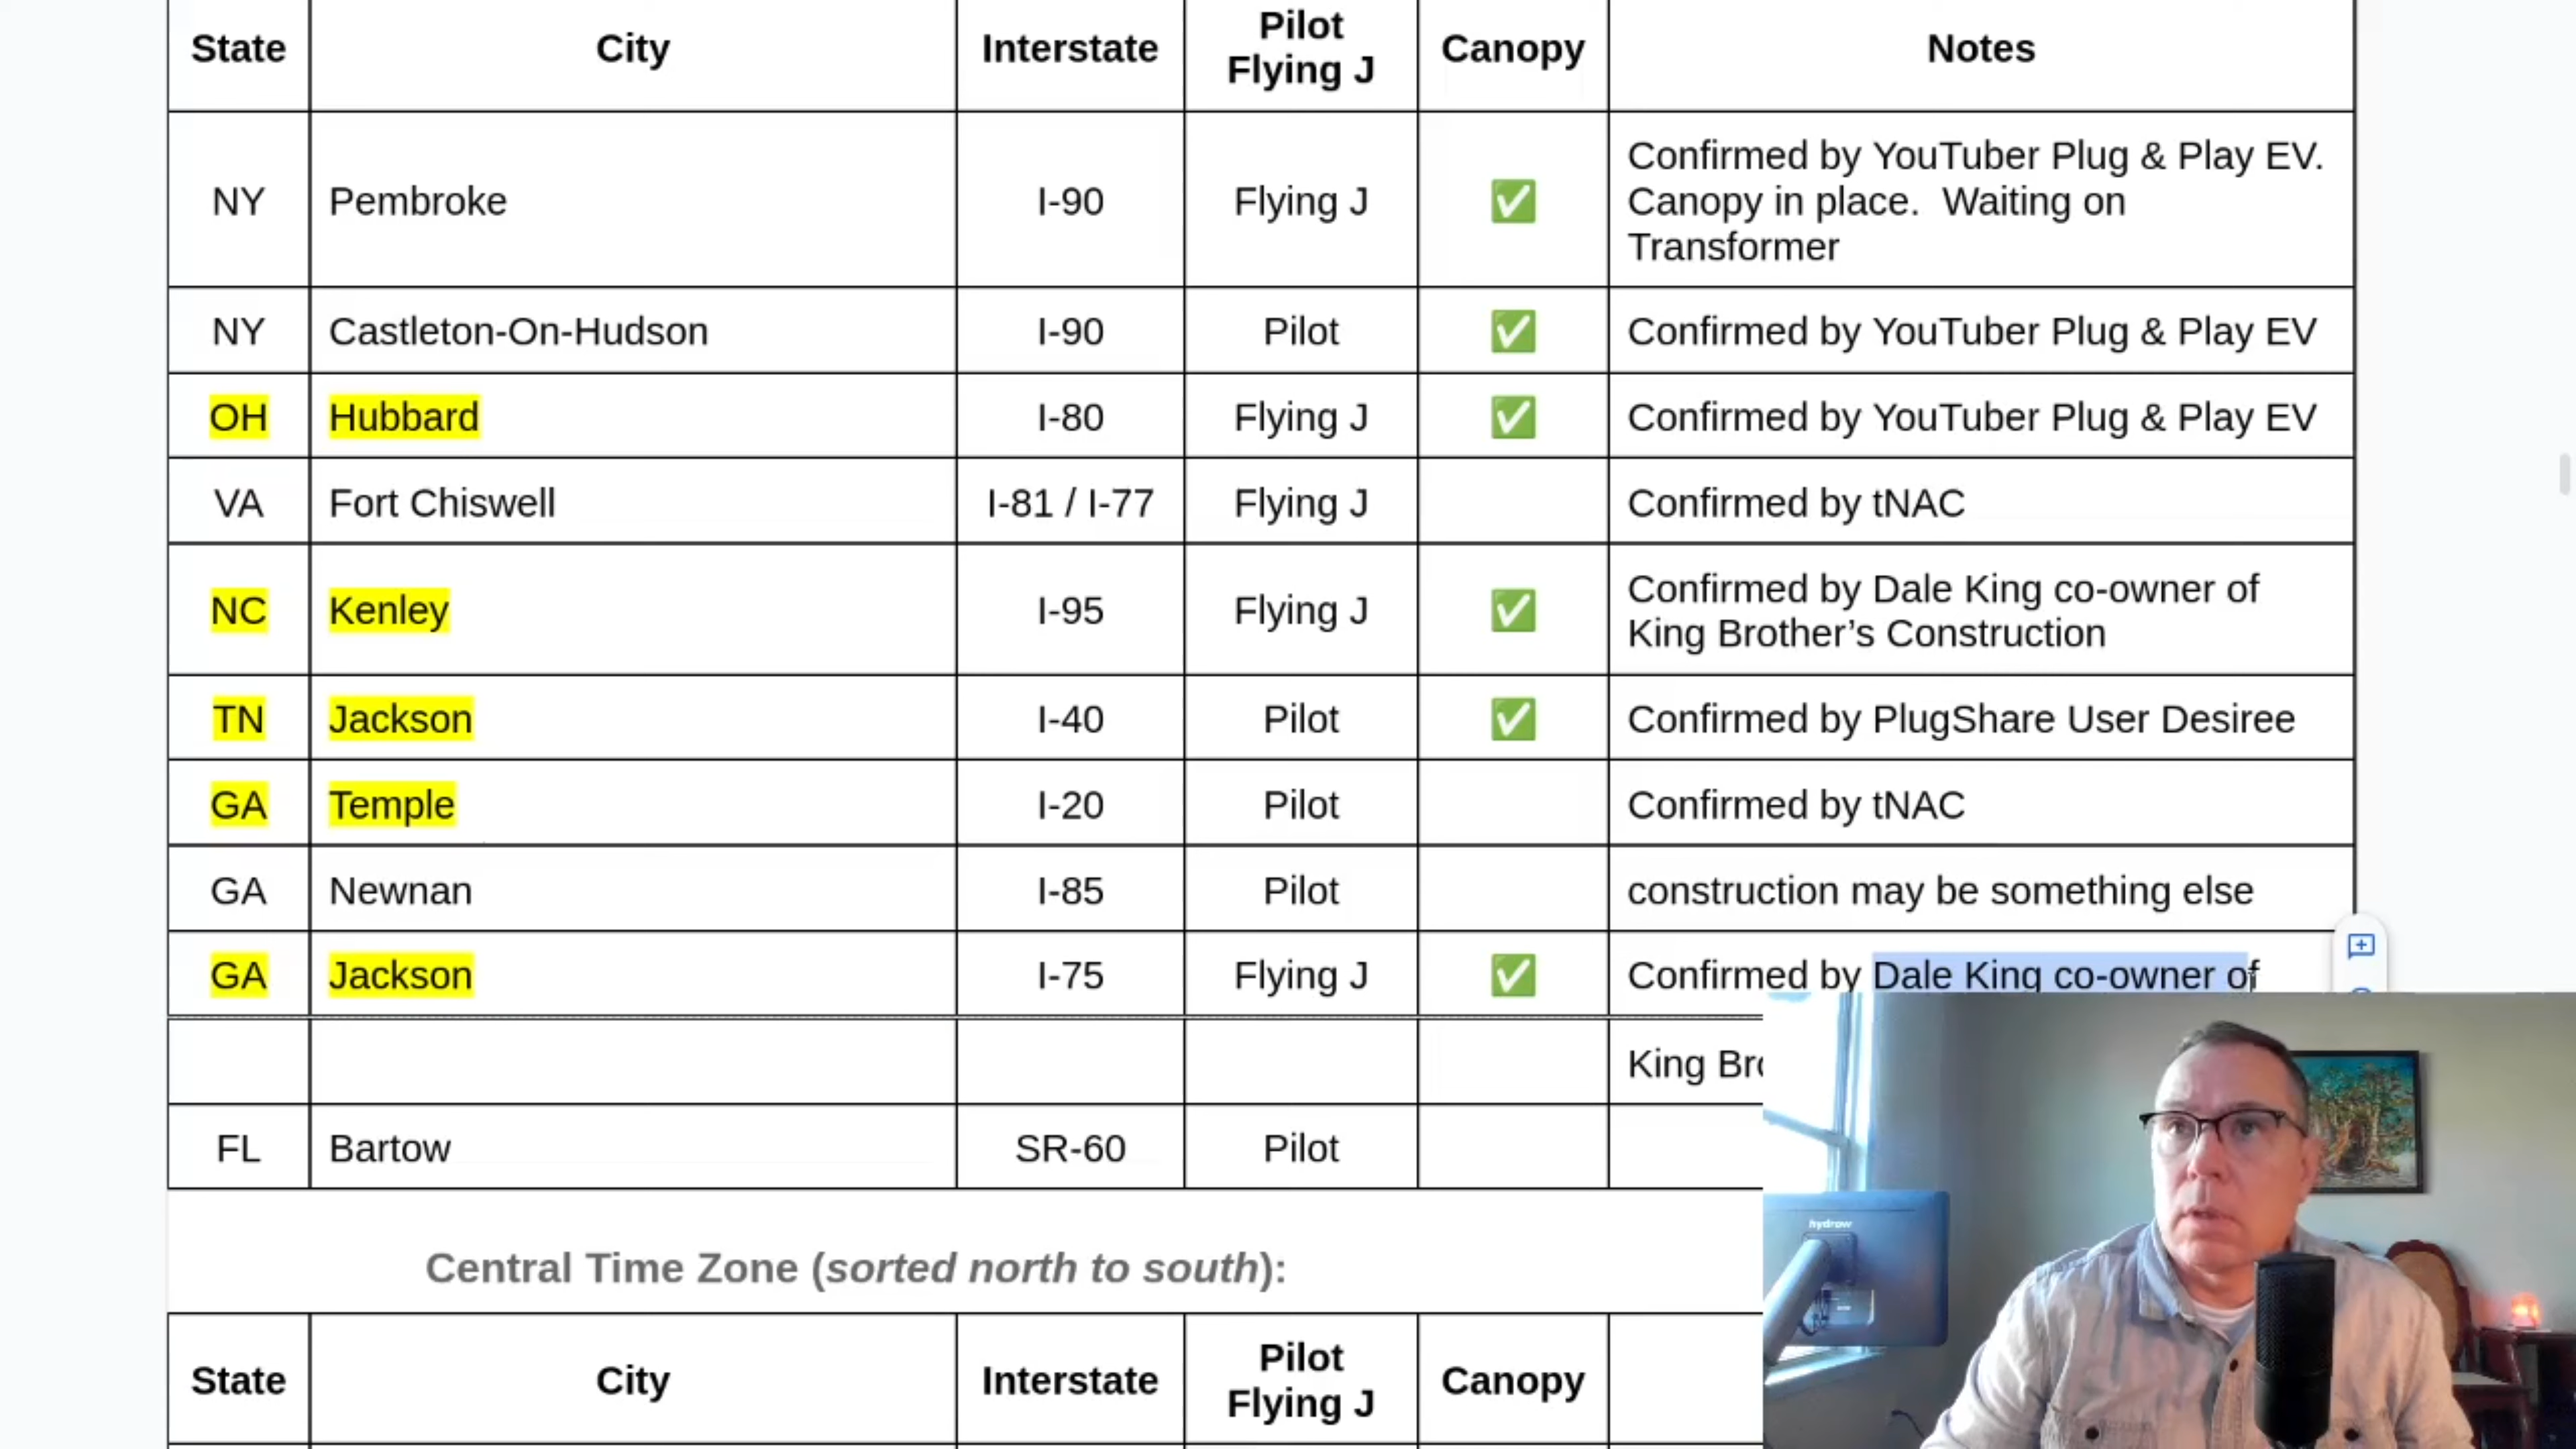 State City Interstate Pilot Flying J Canopy Notes
NY Pembroke I-90 Flying J ✅ Confirmed by YouTuber Plug & Play EV.
Canopy in place.  Waiting on
Transformer
NY Castleton-On-Hudson I-90 Pilot ✅ Confirmed by YouTuber Plug & Play EV
OH Hubbard I-80 Flying J ✅ Confirmed by YouTuber Plug & Play EV
VA Fort Chiswell I-81 / I-77 Flying J Confirmed by tNAC
NC Kenley I-95 Flying J ✅ Confirmed by Dale King co-owner of
King Brother’s Construction
TN Jackson I-40 Pilot ✅ Confirmed by PlugShare User Desiree
GA Temple I-20 Pilot Confirmed by tNAC
GA Newnan I-85 Pilot construction may be something else
GA Jackson I-75 Flying J ✅ Confirmed by Dale King co-owner of
King
FL Bartow SR-60 Pilot
Central Time Zone (sorted north to south):
State City Interstate Pilot Flying J Canopy
hydrow